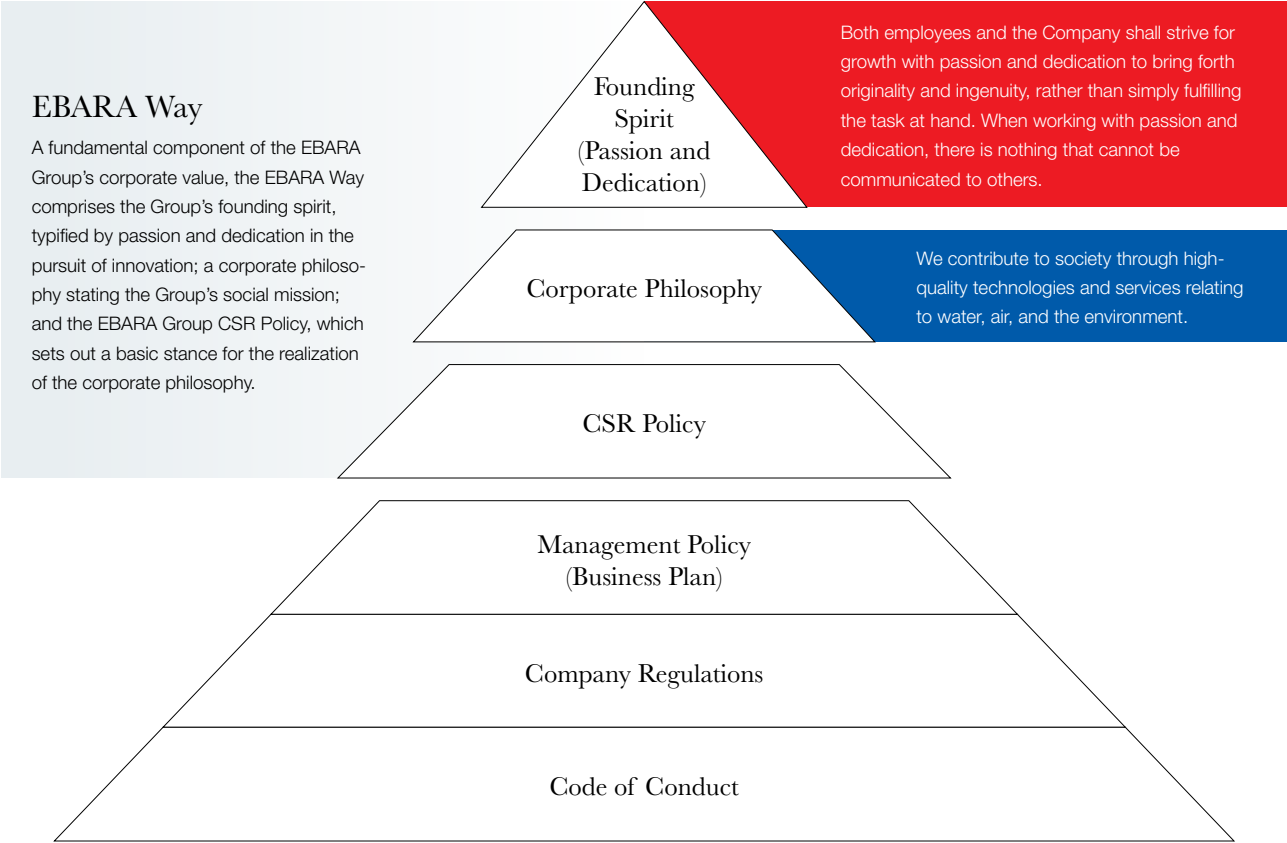 EBARA Way
A fundamental component of the EBARA
Group's corporate value, the EBARA Way
comprises the Group's founding spirit,
typified by passion and dedication in the
pursuit of innovation; a corporate philoso-
phy stating the Group's social mission;
and the EBARA Group CSR Policy, which
sets out a basic stance for the realization
of the corporate philosophy.
Founding
Spirit
(Passion and
Dedication)
Both employees and the Company shall strive for
growth with passion and dedication to bring forth
originality and ingenuity, rather than simply fulfilling
the task at hand. When working with passion and
dedication, there is nothing that cannot be
communicated to others.
Corporate Philosophy
We contribute to society through high-
quality technologies and services relating
to water, air, and the environment.
CSR Policy
Management Policy
(Business Plan)
Company Regulations
Code of Conduct